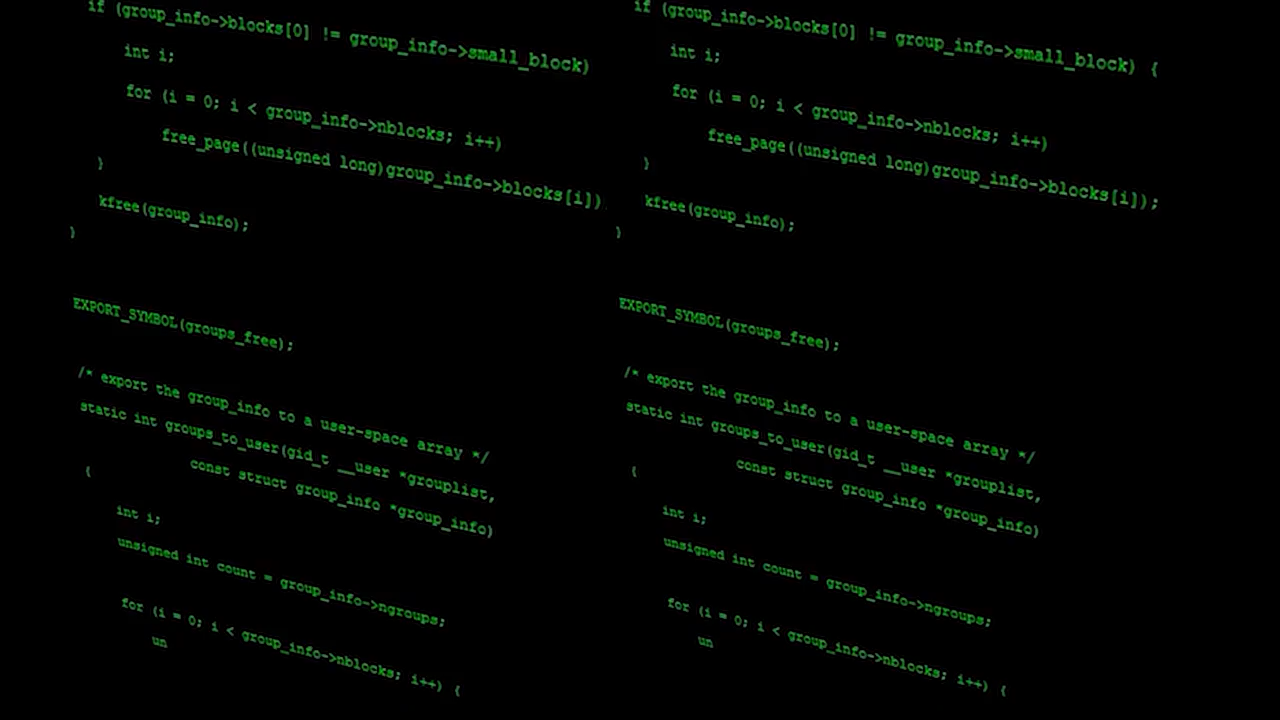 if (group_info->blocks[0] != group_info->small_block)
int i;
for (i = 0; i < group_info->nblocks; i++)
free_page((unsigned long)group_info->blocks[i])
}
kfree(group_info);
}
EXPORT_SYMBOL(groups_free);
/* export the group_info to a user-space array */
static int groups_to_user(gid_t __user *grouplist,
const struct group_info *group_info)
{
int i;
unsigned int count = group_info->ngroups;
for (i = 0; i < group_info->nblocks; i++) {
un
if (group_info->blocks[0] != group_info->small_block) {
int i;
for (i = 0; i < group_info->nblocks; i++)
free_page((unsigned long)group_info->blocks[i]);
}
kfree(group_info);
}
EXPORT_SYMBOL(groups_free);
/* export the group_info to a user-space array */
static int groups_to_user(gid_t __user *grouplist,
const struct group_info *group_info)
{
int i;
unsigned int count = group_info->ngroups;
for (i = 0; i < group_info->nblocks; i++) {
un